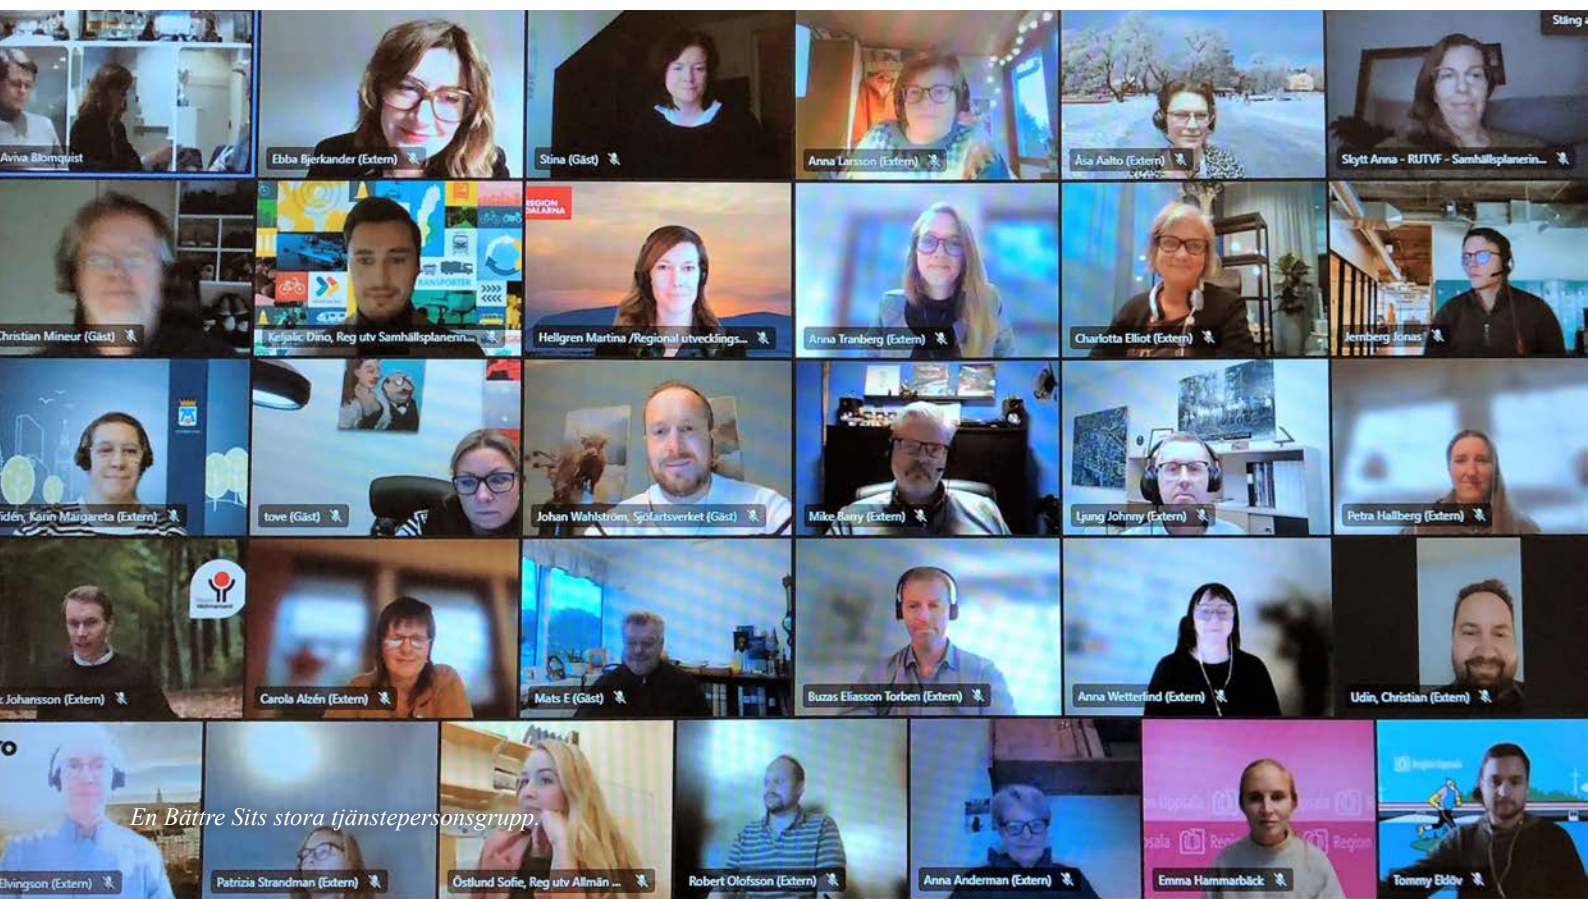 Stäng
Aviva Blomquist
Ebba Bjerkander (Extern)
Stina (Gäst)
Anna Larsson (Extern)
Åsa Aalto (Extern)
Skytt Anna - RUTVF - Samhällsplanerin...
REGION
DALARNA
TRANSPORTER
Christian Mineur (Gäst)
Keljalic Dino, Reg utv Samhällsplanerin...
Hellgren Martina /Regional utvecklings...
Anna Tranberg (Extern)
Charlotta Elliot (Extern)
Jernberg Jonas
idén, Karin Margareta (Extern)
tove (Gäst)
Johan Wahlström, Sjöfartsverket (Gäst)
Mike Barry (Extern)
Ljung Johnny (Extern)
Petra Hallberg (Extern)
Västmanland
Johansson (Extern)
Carola Alzén (Extern)
Mats E (Gäst)
Buzas Eliasson Torben (Extern)
Anna Wetterlind (Extern)
Udin, Christian (Extern)
Region Uppsala
En Bättre Sits stora tjänstepersonsgrupp.
Elvingson (Extern)
Patrizia Strandman (Extern)
Östlund Sofie, Reg utv Allmän ...
Robert Olofsson (Extern)
Anna Anderman (Extern)
Emma Hammarbäck
Tommy Eklöv